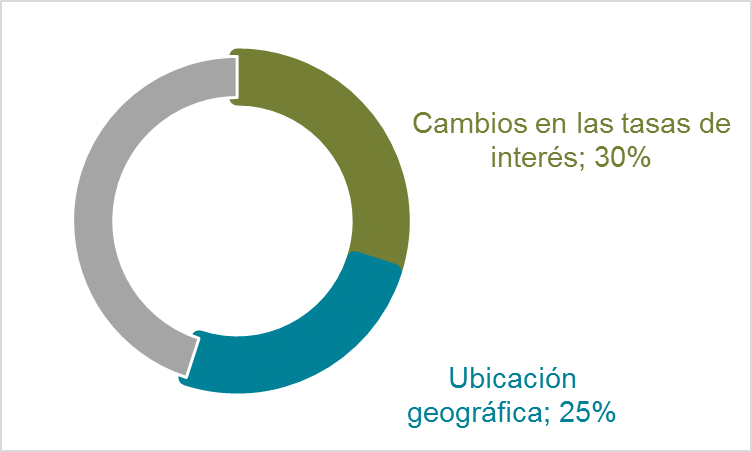 Cambios en las tasas de
interés; 30%
Ubicación
geográfica; 25%